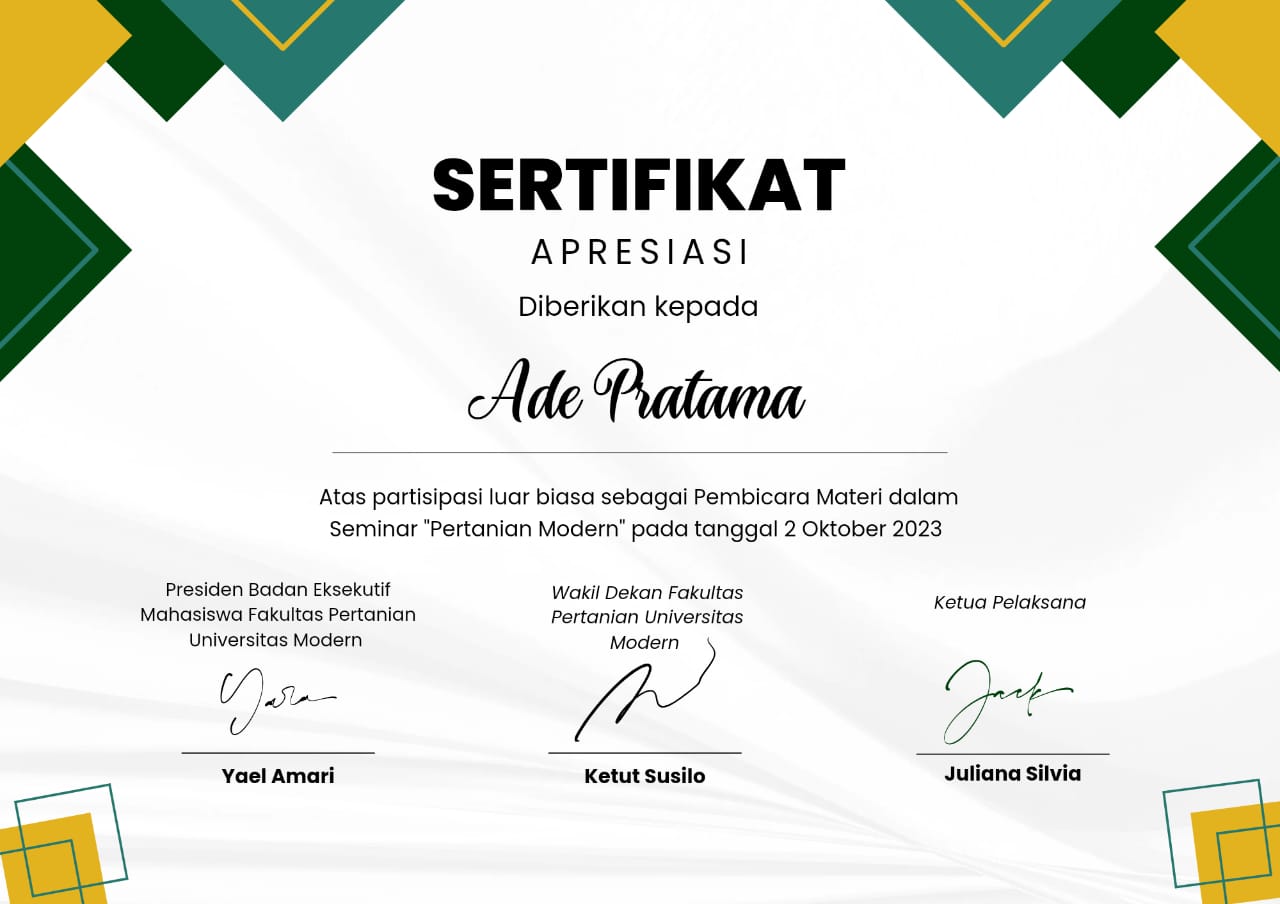 SERTIFIKAT
APRESIASI
Diberikan kepada
Ade Pratama
Atas partisipasi luar biasa sebagai Pembicara Materi dalam
Seminar "Pertanian Modern" pada tanggal 2 Oktober 2023
Presiden Badan Eksekutif
Mahasiswa Fakultas Pertanian
Universitas Modern
Yara
Yael Amari
Wakil Dekan Fakultas
Pertanian Universitas
Modern
Ketut Susilo
Ketua Pelaksana
Jack
Juliana Silvia